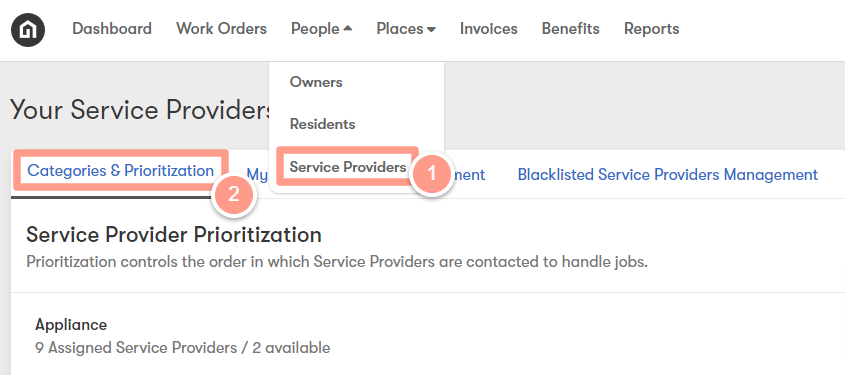 Dashboard Work Orders People Places Invoices Benefits Reports
Owners
Residents
Service Providers
1
Your Service Providers
Categories & Prioritization My Blacklisted Service Providers Management
2
Service Provider Prioritization
Prioritization controls the order in which Service Providers are contacted to handle jobs.
Appliance
9 Assigned Service Providers / 2 available